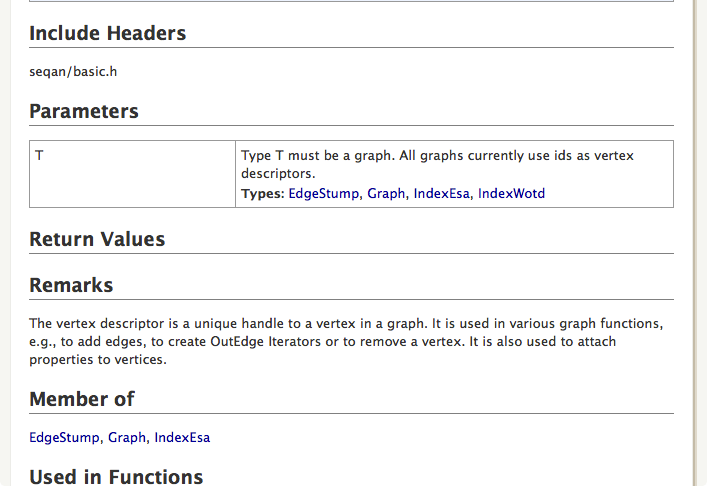 Include Headers
seqan/basic.h
Parameters
T
Type T must be a graph. All graphs currently use ids as vertex
descriptors.
Types: EdgeStump, Graph, IndexEsa, IndexWotd
Return Values
Remarks
The vertex descriptor is a unique handle to a vertex in a graph. It is used in various graph functions,
e.g., to add edges, to create OutEdge Iterators or to remove a vertex. It is also used to attach
properties to vertices.
Member of
EdgeStump, Graph, IndexEsa
Used in Functions